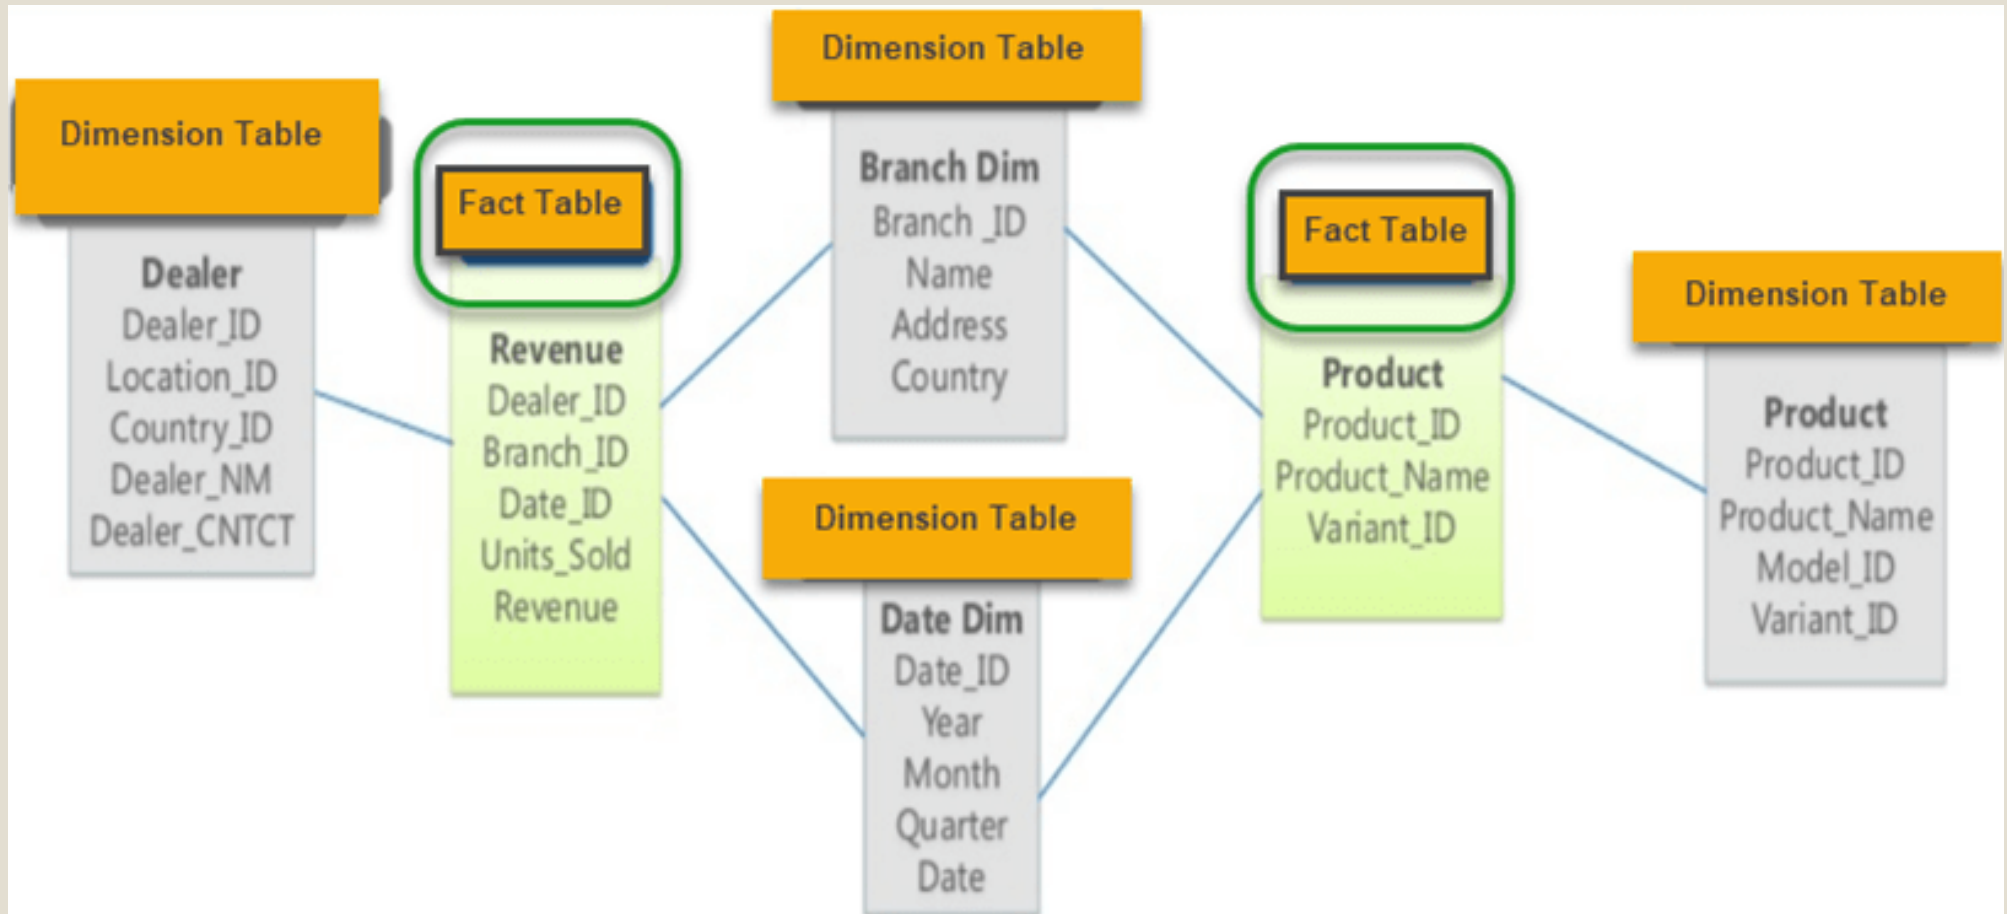 Dimension Table
Dealer
Dealer_ID
Location_ID
Country_ID
Dealer_NM
Dealer_CNTCT
Fact Table
Revenue
Dealer_ID
Branch_ID
Date_ID
Units_Sold
Revenue
Dimension Table
Branch Dim
Branch _ID
Name
Address
Country
Dimension Table
Date Dim
Date_ID
Year
Month
Quarter
Date
Fact Table
Product
Product_ID
Product_Name
Variant_ID
Dimension Table
Product
Product_ID
Product_Name
Model_ID
Variant_ID